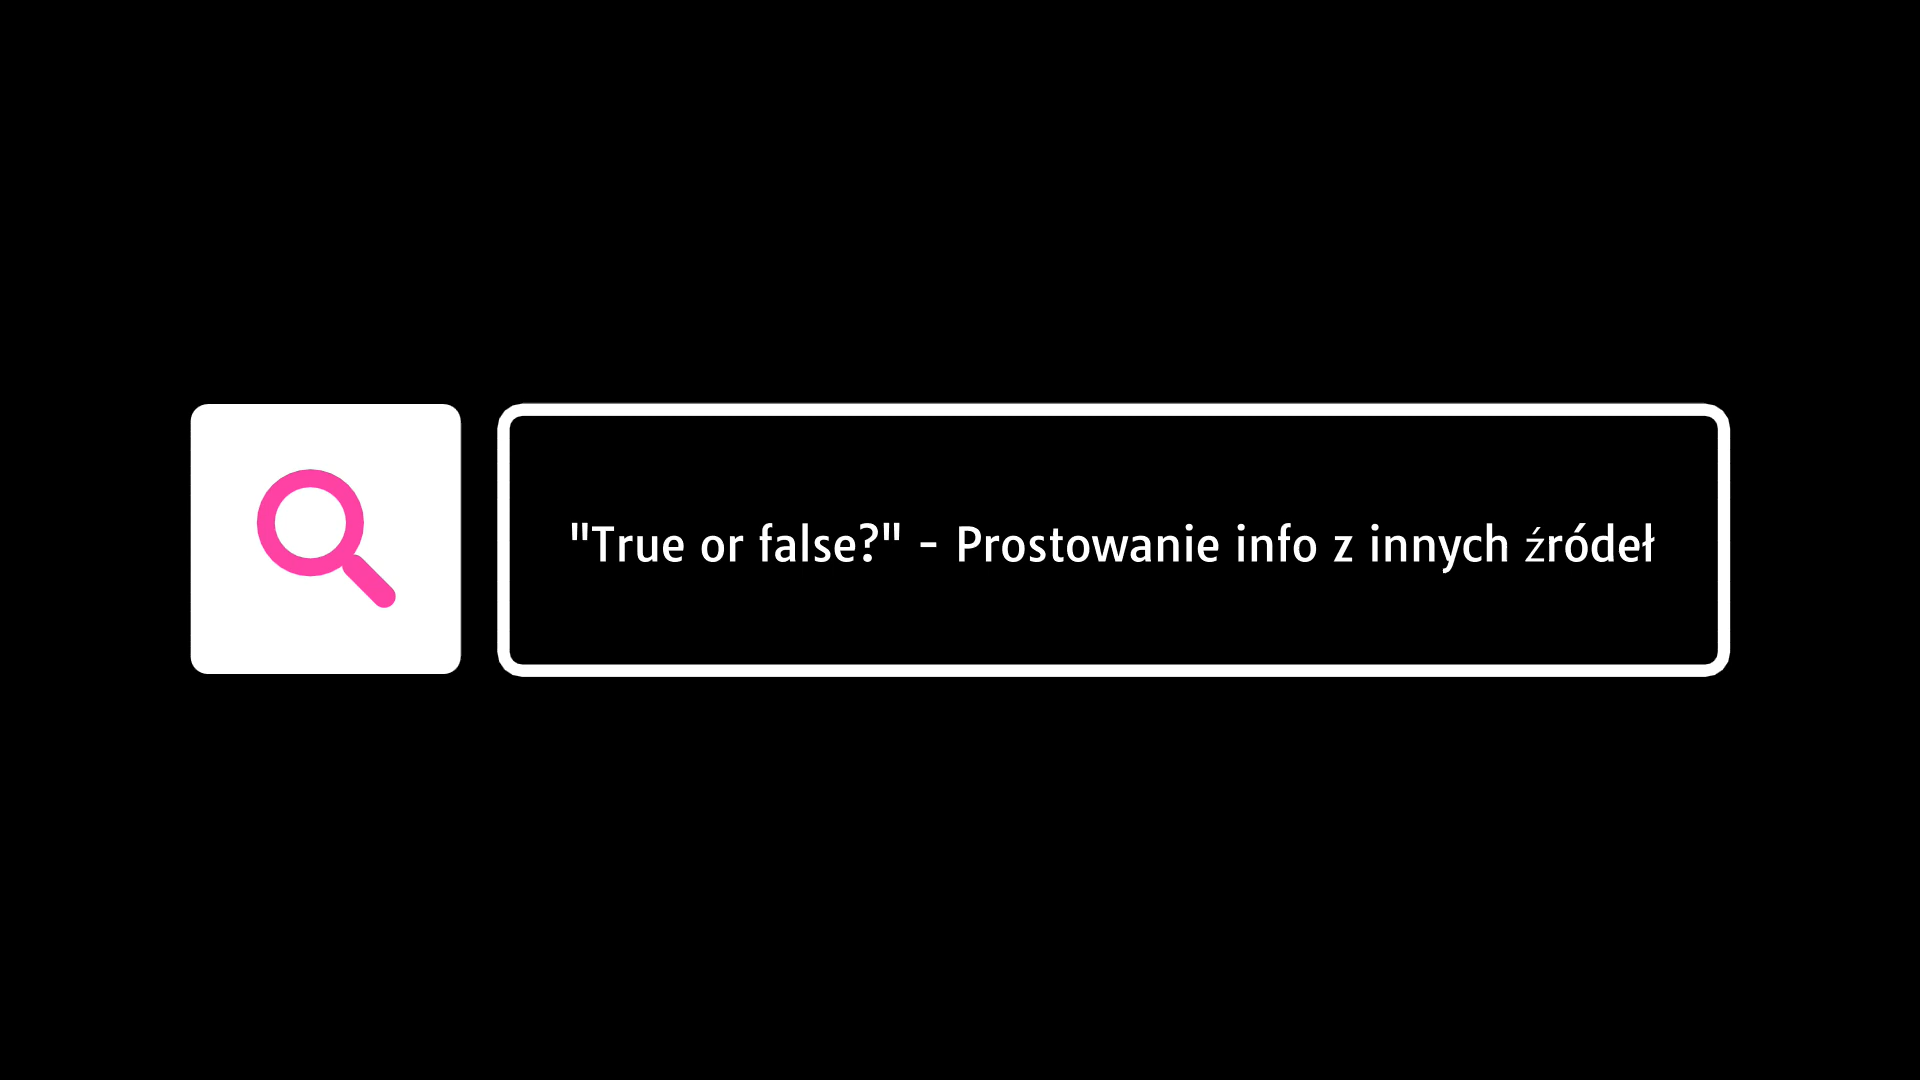 "True or false?" - Prostowanie info z innych źródeł